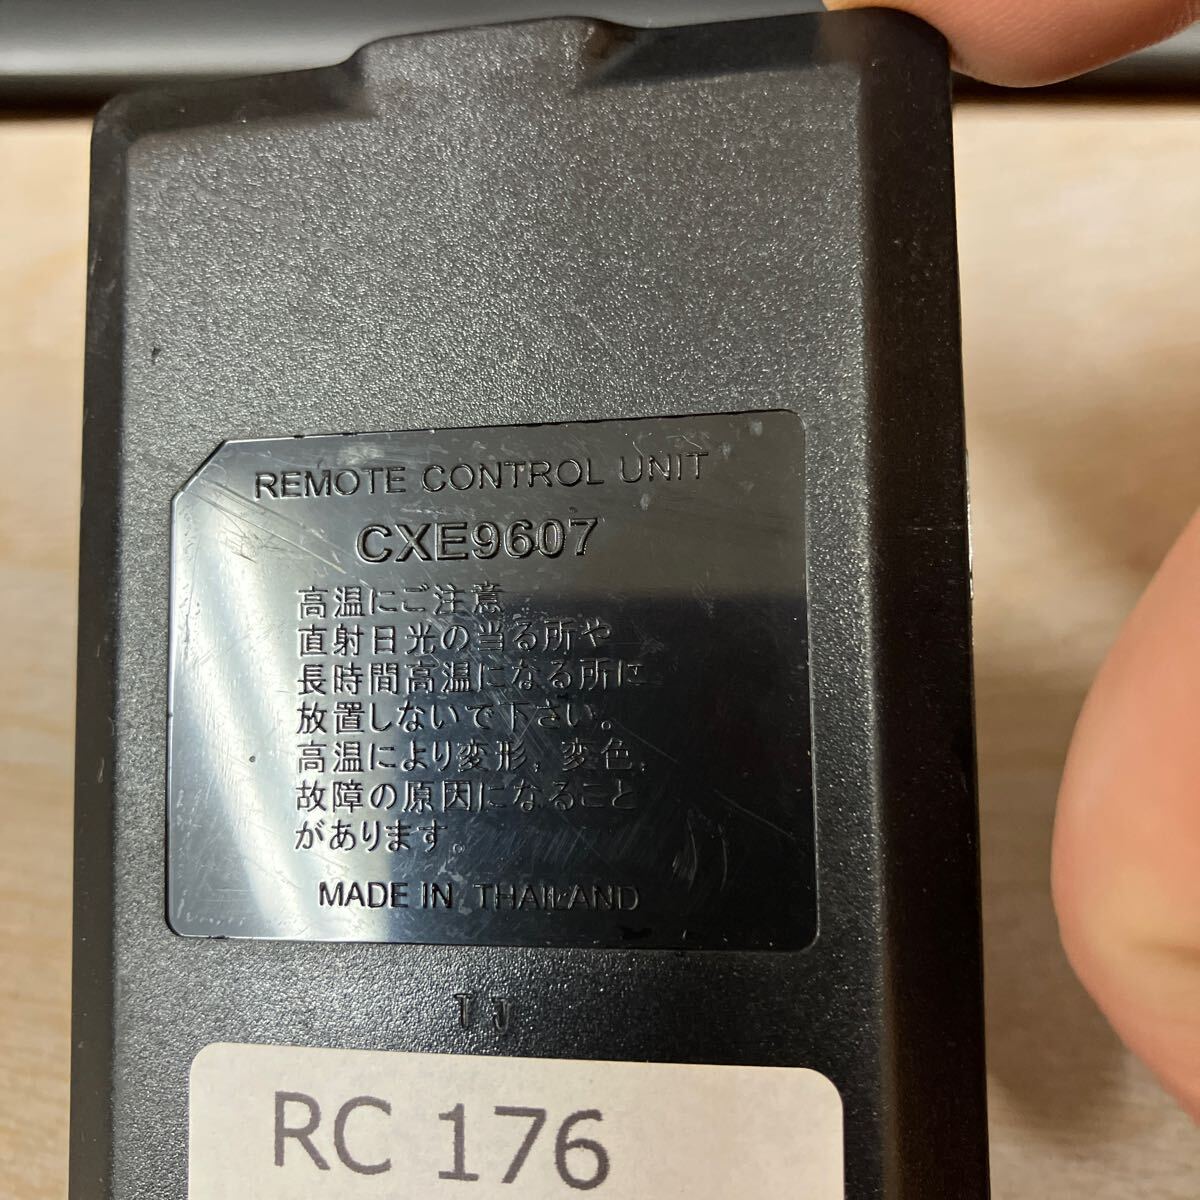 REMOTE CONTROL UNIT
CXE9607
高温にご注意
直射日光の当る所や
長時間高温になる所に
放置しないで下さい。
高温により変形,変色,
故障の原因になること
があります。
MADE IN THAILAND
TJ
RC 176